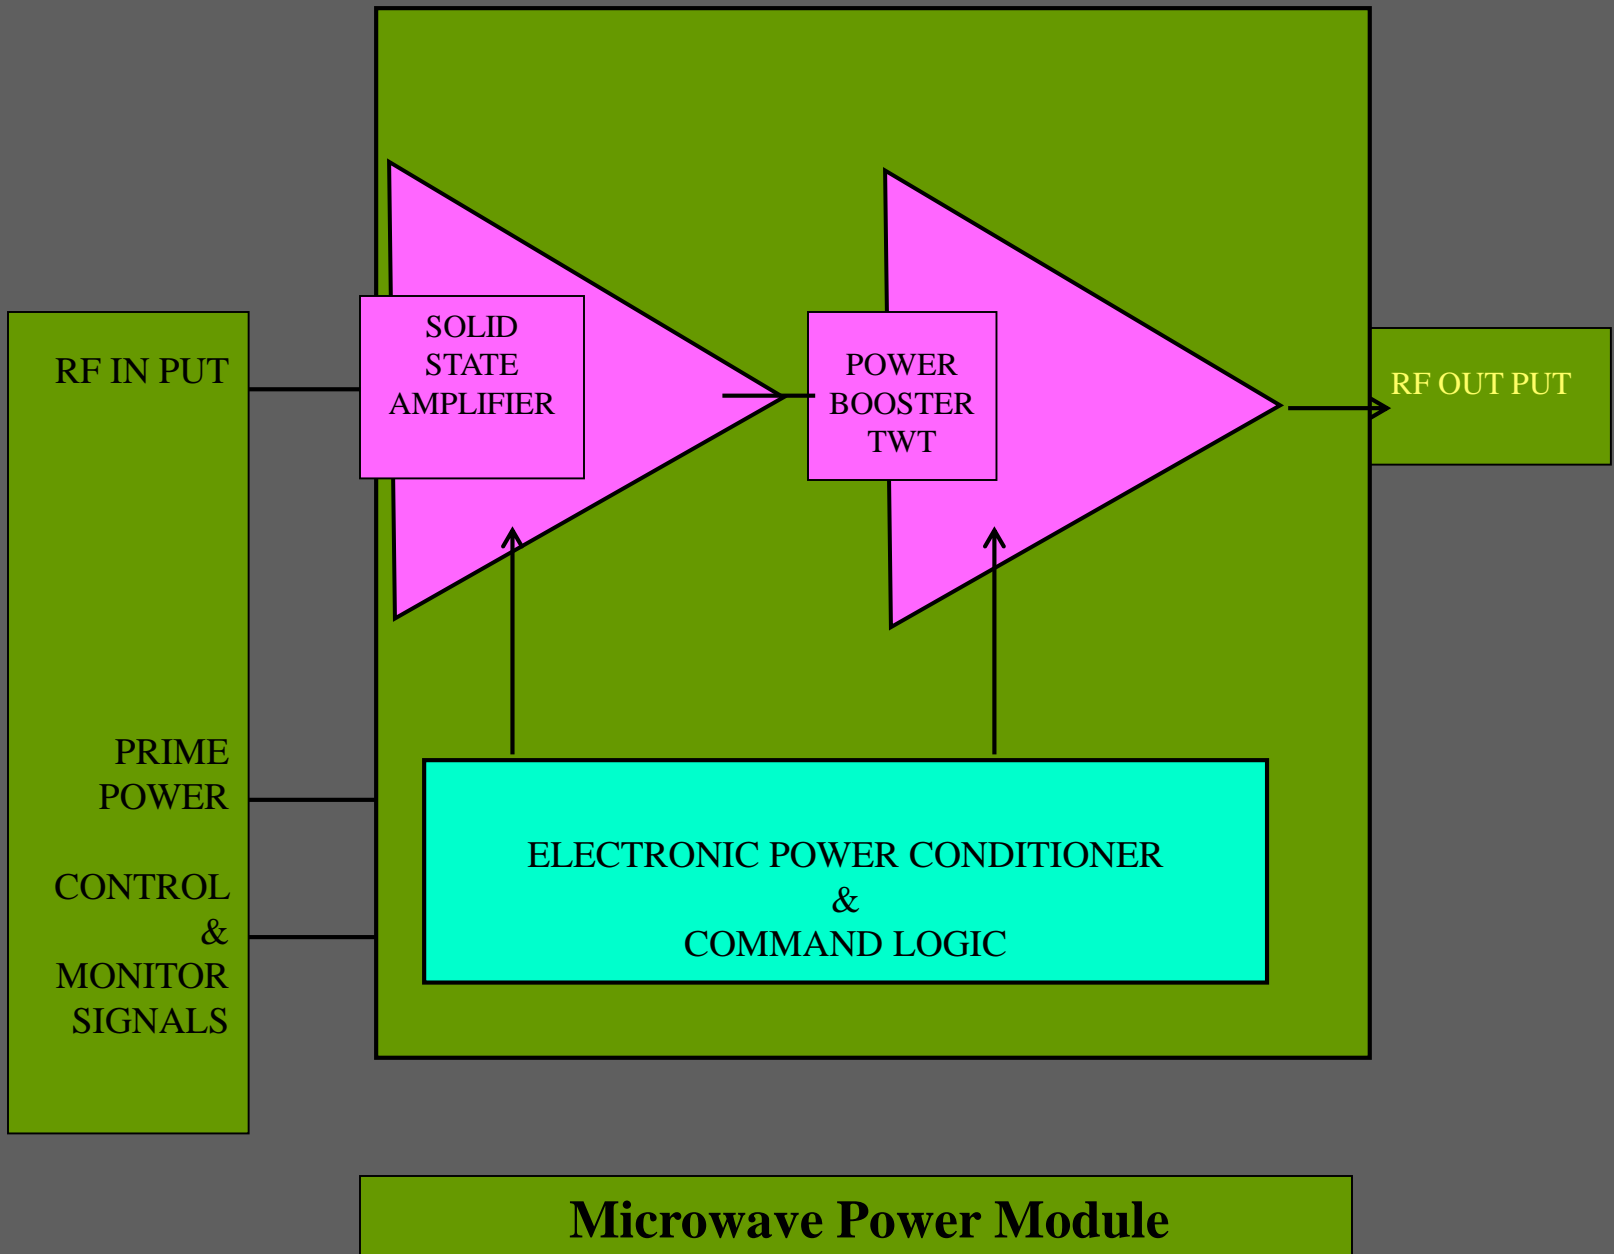 RF IN PUT
PRIME
POWER
CONTROL
&
MONITOR
SIGNALS
SOLID
STATE
AMPLIFIER
POWER
BOOSTER
TWT
RF OUT PUT
ELECTRONIC POWER CONDITIONER
&
COMMAND LOGIC
Microwave Power Module